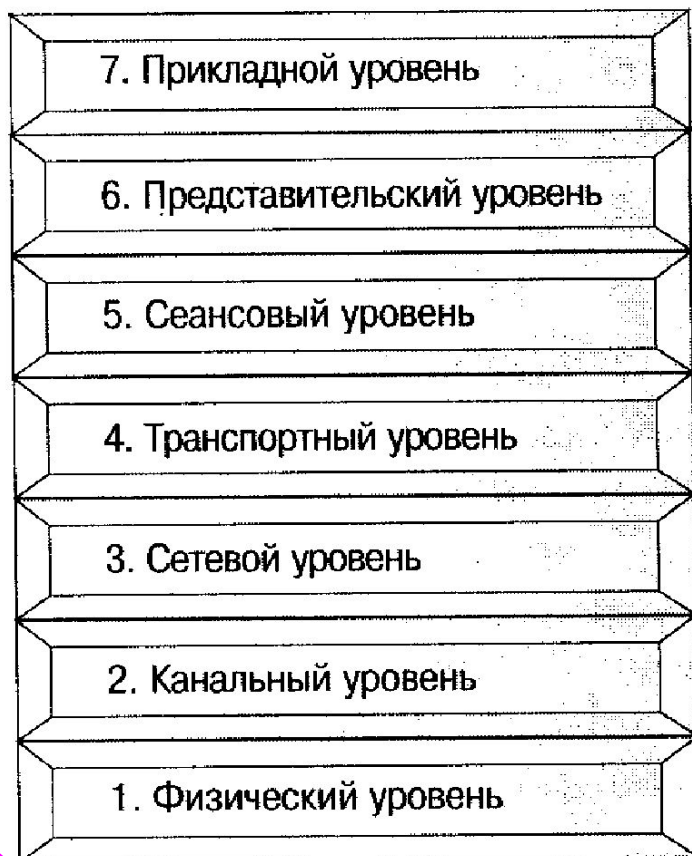 7. Прикладной уровень
6. Представительский уровень
5. Сеансовый уровень
4. Транспортный уровень
3. Сетевой уровень
2. Канальный уровень
1. Физический уровень